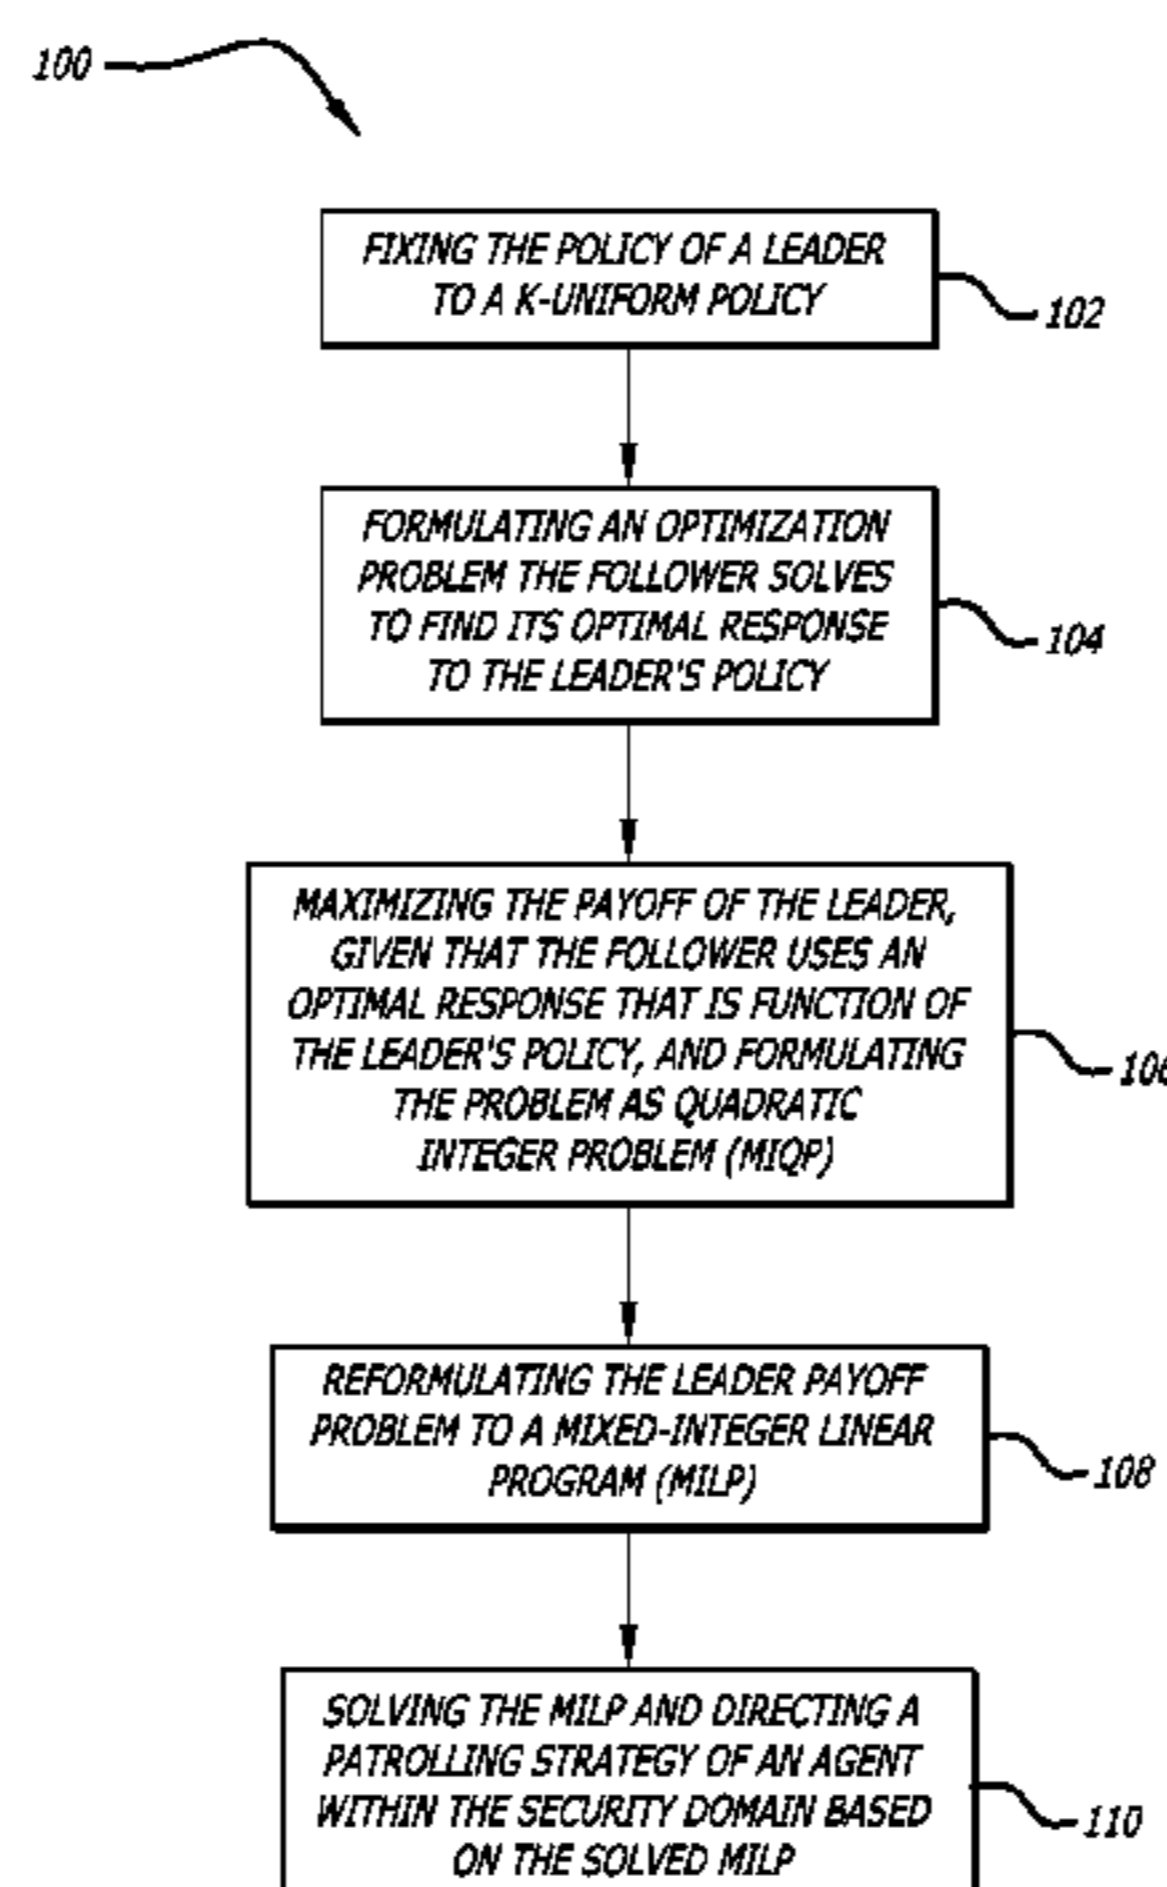 100
FIXING THE POLICY OF A LEADER
TO A K-UNIFORM POLICY
102
FORMULATING AN OPTIMIZATION
PROBLEM THE FOLLOWER SOLVES
TO FIND ITS OPTIMAL RESPONSE
TO THE LEADER'S POLICY
104
MAXIMIZING THE PAYOFF OF THE LEADER,
GIVEN THAT THE FOLLOWER USES AN
OPTIMAL RESPONSE THAT IS FUNCTION OF
THE LEADER'S POLICY, AND FORMULATING
THE PROBLEM AS QUADRATIC
INTEGER PROBLEM (MIQP)
106
REFORMULATING THE LEADER PAYOFF
PROBLEM TO A MIXED-INTEGER LINEAR
PROGRAM (MILP)
108
SOLVING THE MILP AND DIRECTING A
PATROLLING STRATEGY OF AN AGENT
WITHIN THE SECURITY DOMAIN BASED
ON THE SOLVED MILP
110